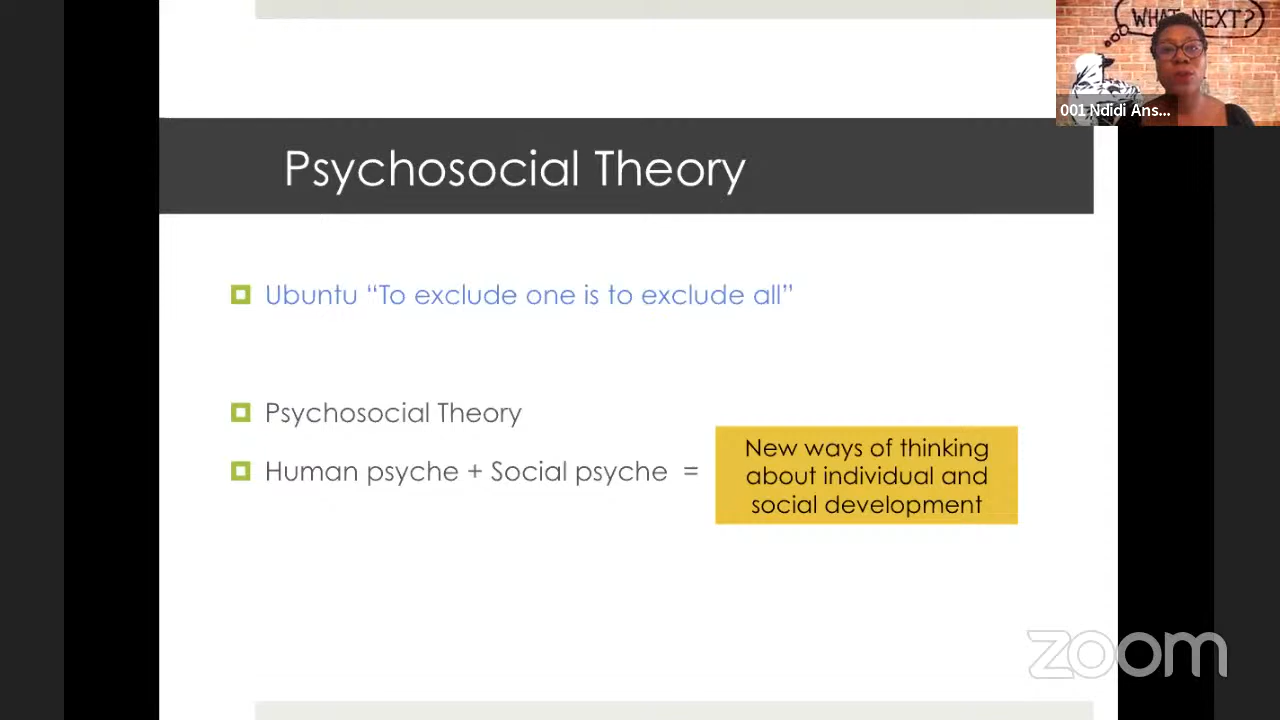 WHAT NEXT?
001 Ndidi Ans...
Psychosocial Theory
Ubuntu “To exclude one is to exclude all”
Psychosocial Theory
Human psyche + Social psyche =
New ways of thinking
about individual and
social development
zoom